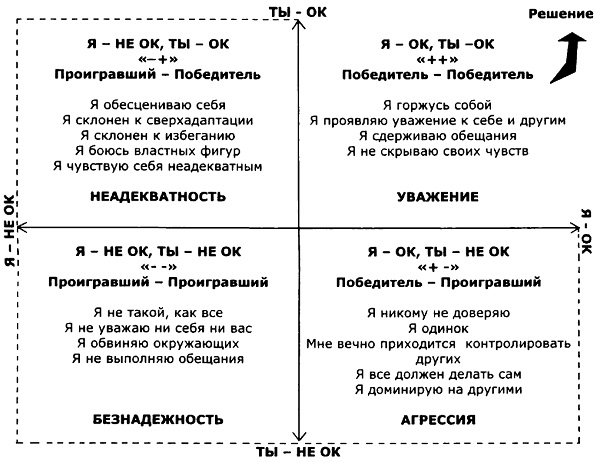 ТЫ - ОК
Решение
Я – НЕ ОК, ТЫ – ОК
«–+»
Проигравший – Победитель
Я обесцениваю себя
Я склонен к сверхадаптации
Я склонен к избеганию
Я боюсь властных фигур
Я чувствую себя неадекватным
НЕАДЕКВАТНОСТЬ
Я – ОК, ТЫ –ОК
«++»
Победитель – Победитель
Я горжусь собой
Я проявляю уважение к себе и другим
Я сдерживаю обещания
Я не скрываю своих чувств
УВАЖЕНИЕ
Я – НЕ ОК
Я - ОК
Я – НЕ ОК, ТЫ – НЕ ОК
«- -»
Проигравший – Проигравший
Я не такой, как все
Я не уважаю ни себя ни вас
Я обвиняю окружающих
Я не выполняю обещания
БЕЗНАДЕЖНОСТЬ
Я – ОК, ТЫ – НЕ ОК
«+ -»
Победитель – Проигравший
Я никому не доверяю
Я одинок
Мне вечно приходится контролировать
других
Я все должен делать сам
Я доминирую на другими
АГРЕССИЯ
ТЫ – НЕ ОК